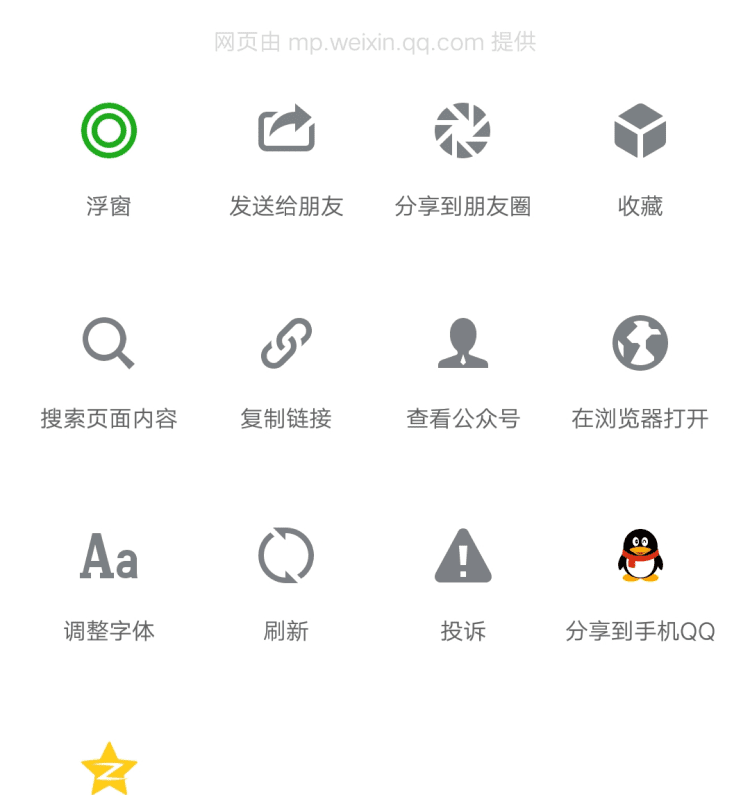 网页由 mp.weixin.qq.com 提供
浮窗
发送给朋友
分享到朋友圈
收藏
搜索页面内容
复制链接
查看公众号
在浏览器打开
Aa
调整字体
刷新
投诉
分享到手机QQ